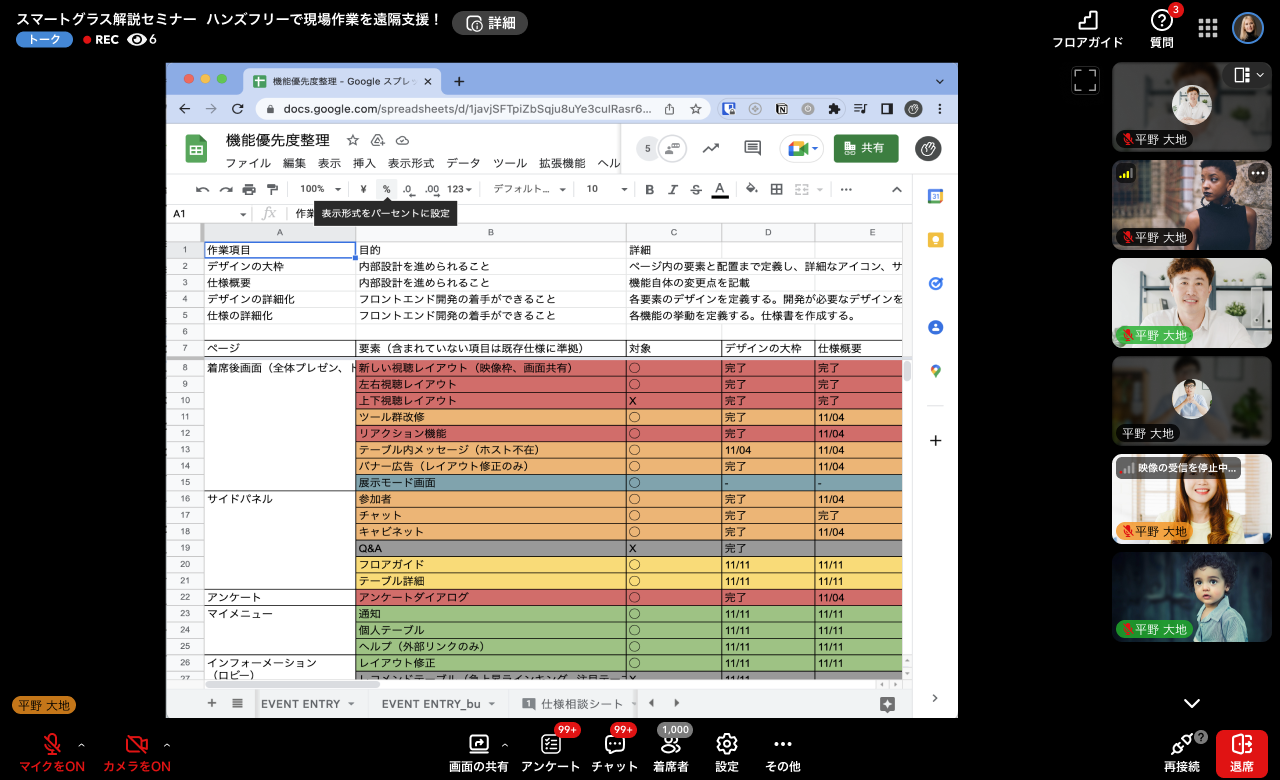 スマートグラス解説セミナー ハンズフリーで現場作業を遠隔支援！
詳細
トーク
REC
6
フロアガイド
3
質問
機能優先度整理 - Google スプレッ
docs.google.com/spreadsheets/d/1javjSFTpiZbSqju8uYe3cuIRasr6...
機能優先度整理
ファイル 編集 表示 挿入 表示形式 データ ツール 拡張機能 ヘル
5
共有
100% ¥ % .0 .00 123 デフォルト... 10 B I S A
A1 fx 作業
表示形式をパーセントに設定
A B C D E
1 作業項目 目的 詳細
2 デザインの大枠 内部設計を進められること ページ内の要素と配置まで定義し、詳細なアイコン、サ
3 仕様概要 内部設計を進められること 機能自体の変更点を記載
4 デザインの詳細化 フロントエンド開発の着手ができること 各要素のデザインを定義する。開発が必要なデザインを
5 仕様の詳細化 フロントエンド開発の着手ができること 各機能の挙動を定義する。仕様書を作成する。
6
7 ページ 要素（含まれていない項目は既存仕様に準拠） 対象 デザインの大枠 仕様概要
8 着席後画面（全体プレゼン、ト 新しい視聴レイアウト（映像枠、画面共有） ◯ 完了 完了
9 左右視聴レイアウト ◯ 完了 完了
10 上下視聴レイアウト X 完了 完了
11 ツール群改修 ◯ 完了 11/04
12 リアクション機能 ◯ 完了 11/04
13 テーブル内メッセージ（ホスト不在） ◯ 11/04 11/04
14 バナー広告（レイアウト修正のみ） ◯ 完了 11/04
15 展示モード画面 ◯ - -
16 サイドパネル 参加者 ◯ 完了 11/04
17 チャット ◯ 完了 完了
18 キャビネット ◯ 完了 11/04
19 Q&A X 完了
20 フロアガイド ◯ 11/11 11/11
21 テーブル詳細 ◯ 11/11 11/11
22 アンケート アンケートダイアログ ◯ 完了 11/04
23 マイメニュー 通知 ◯ 11/11 11/11
24 個人テーブル ◯ 11/11 11/11
25 ヘルプ（外部リンクのみ） ◯ 11/11 11/11
26 インフォーメーション レイアウト修正 ◯ 11/11 11/11
（ロビー）
27
EVENT ENTRY EVENT ENTRY_bu 1 仕様相談シート
31
平野 大地
平野 大地
平野 大地
平野 大地
映像の受信を停止中...
平野 大地
平野 大地
平野 大地
マイクをON
カメラをON
画面の共有
99+
アンケート
99+
チャット
1,000
着席者
設定
その他
再接続
?
退席